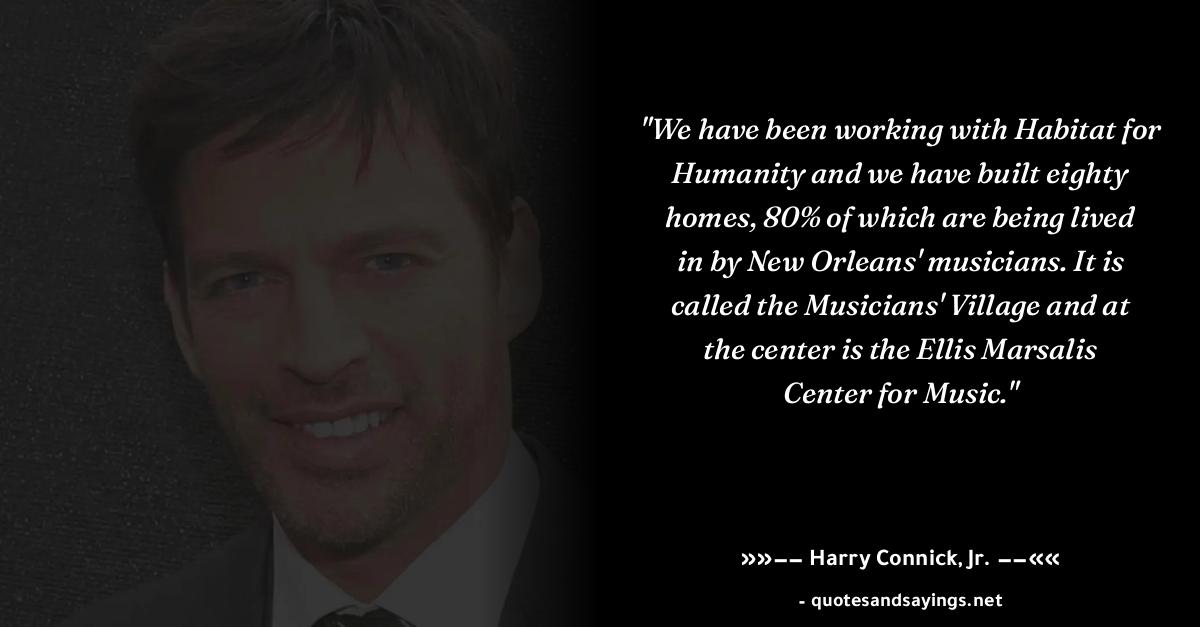 "We have been working with Habitat for
Humanity and we have built eighty
homes, 80% of which are being lived
in by New Orleans' musicians. It is
called the Musicians' Village and at
the center is the Ellis Marsalis
Center for Music."
»»–– Harry Connick, Jr. ––««
- quotesandsayings.net